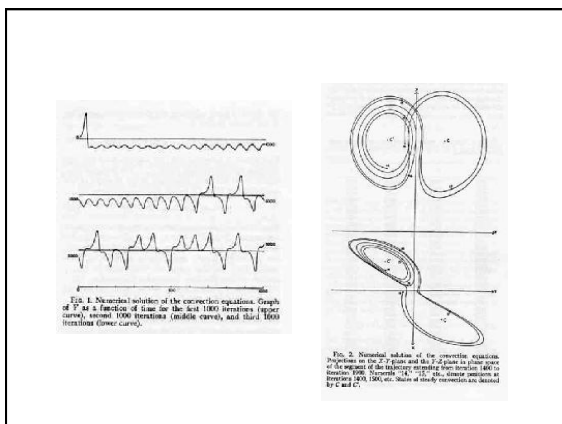 FIG. 1. Numerical solution of the convection equations. Graph
of Y as a function of time for the first 1000 iterations (upper
curve), second 1000 iterations (middle curve), and third 1000
iterations (lower curve).
FIG. 2. Numerical solution of the convection equations.
Projections on the X-Y-plane and the Y-Z-plane in phase space
of the segment of the trajectory extending from iteration 1400 to
iteration 1900. Numerals "14," "15," etc., denote positions at
iterations 1400, 1500, etc. States of steady convection are denoted
by C and C'.